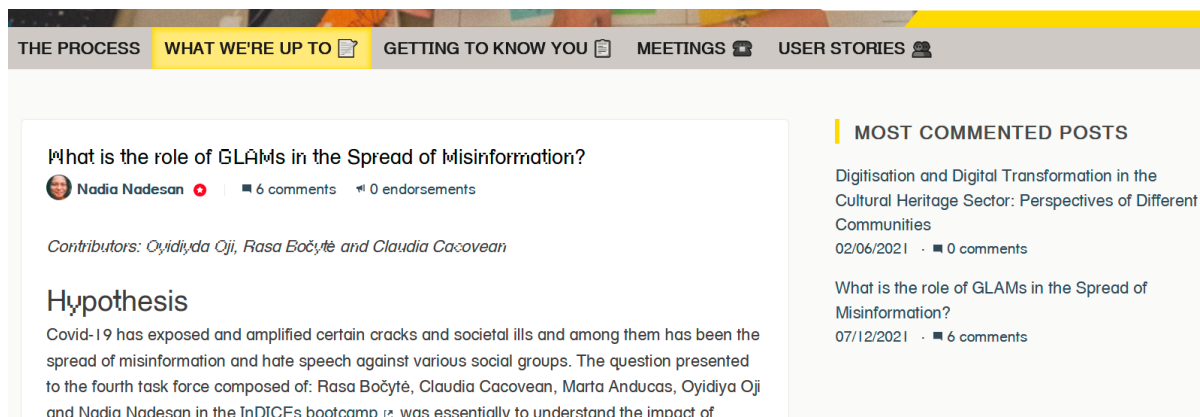 THE PROCESS WHAT WE'RE UP TO GETTING TO KNOW YOU MEETINGS USER STORIES
What is the role of GLAMs in the Spread of Misinformation?
Nadia Nadesan 6 comments 0 endorsements
Contributors: Oyidiyda Oji, Rasa Bočytė and Claudia Cacovean
Hypothesis
Covid-19 has exposed and amplified certain cracks and societal ills and among them has been the
spread of misinformation and hate speech against various social groups. The question presented
to the fourth task force composed of: Rasa Bočytė, Claudia Cacovean, Marta Anducas, Oyidiya Oji
and Nadia Nadesan in the InDICEs bootcamp was essentially to understand the impact of
MOST COMMENTED POSTS
Digitisation and Digital Transformation in the
Cultural Heritage Sector: Perspectives of Different
Communities
02/06/2021 · 0 comments
What is the role of GLAMs in the Spread of
Misinformation?
07/12/2021 · 6 comments